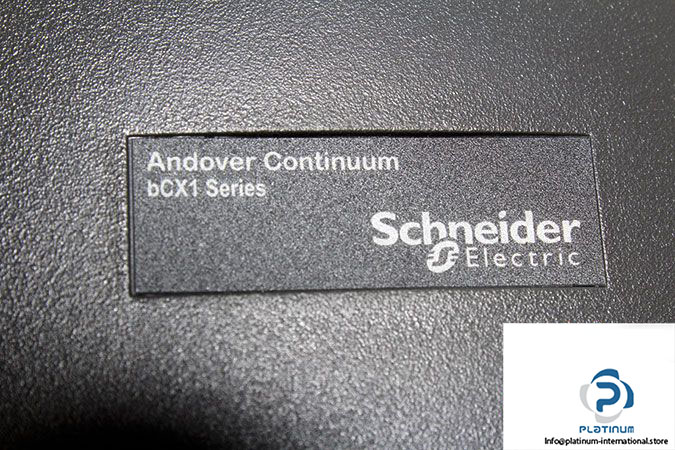 Andover Continuum
bCX1 Series
Schneider
Electric
PLATINUM
Info@platinum-international.store